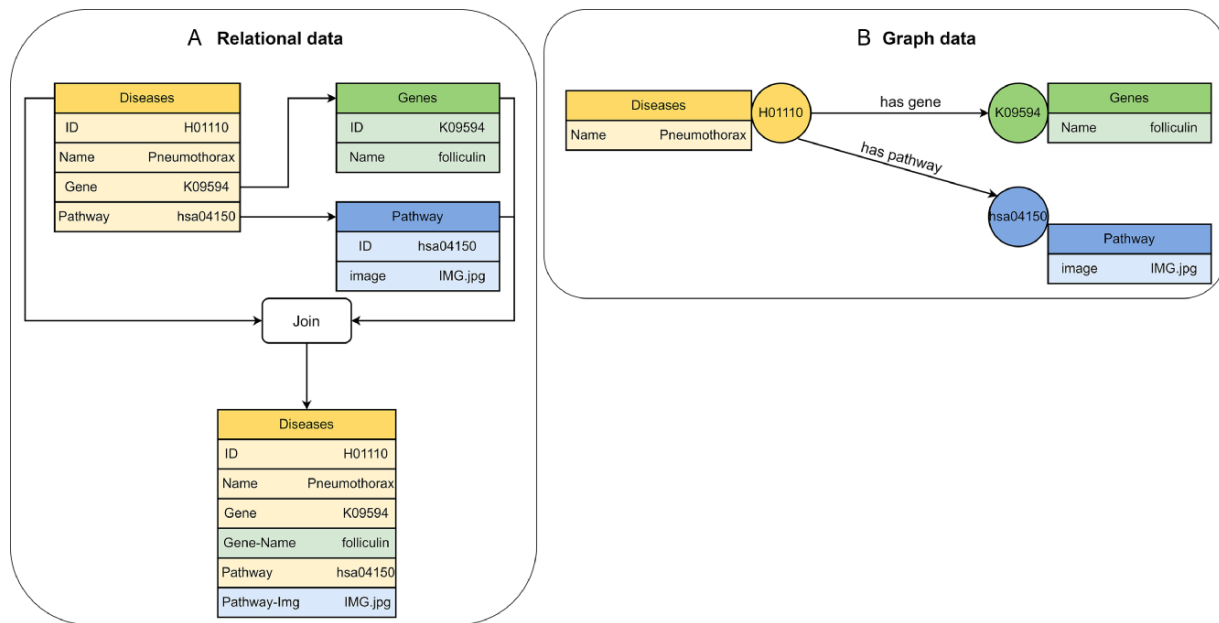 A Relational data
Diseases
ID H01110
Name Pneumothorax
Gene K09594
Pathway hsa04150
Genes
ID K09594
Name folliculin
Pathway
ID hsa04150
image IMG.jpg
Join
Diseases
ID H01110
Name Pneumothorax
Gene K09594
Gene-Name folliculin
Pathway hsa04150
Pathway-Img IMG.jpg
B Graph data
Diseases
Name Pneumothorax
H01110
has gene
has pathway
K09594
Genes
Name folliculin
hsa04150
Pathway
image IMG.jpg